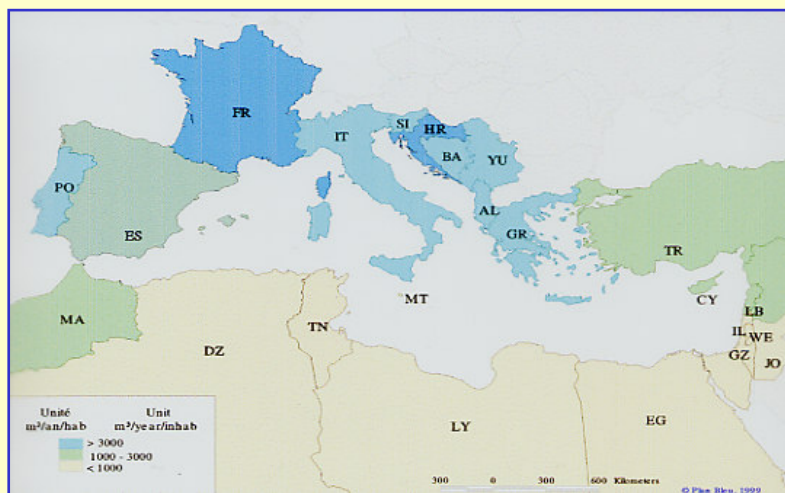 FR
SI
HR
IT
BA
YU
PO
AL
ES
GR
TR
MT
CY
MA
LB
TN
IL
WE
DZ
GZ
JO
LY
EG
Unité Unit
m³/an/hab m³/year/inhab
> 3000
1000 - 3000
< 1000
300 0 300 600 Kilometers
© Plan Bleu, 1999